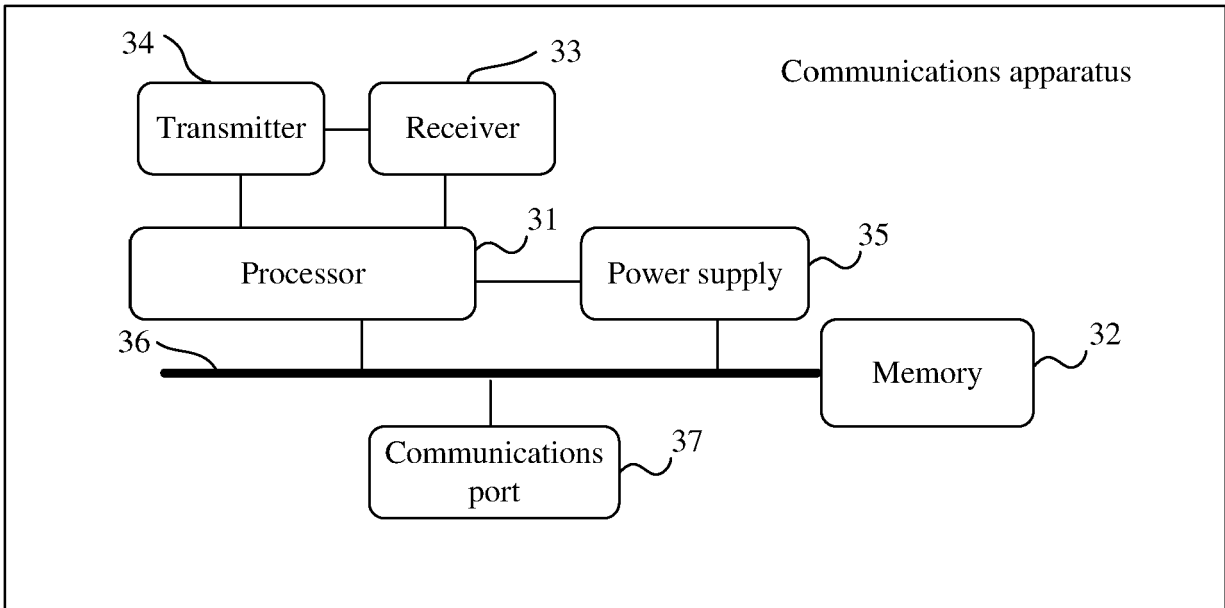 34
33
Communications apparatus
Transmitter
Receiver
31
35
Processor
Power supply
36
32
Memory
Communications
port
37